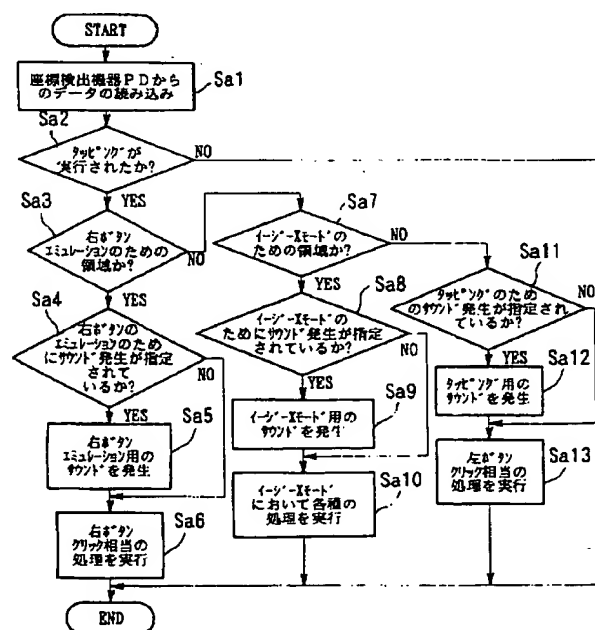 START
座標検出機器PDから
のデータの読み込み
Sa1
Sa2
タッピングが
実行されたか?
NO
YES
Sa3
右ボタン
エミュレーションのための
領域か?
NO
YES
Sa7
イージーXモードの
ための領域か?
NO
YES
Sa11
タッピングのため
のサウンド発生が指定され
ているか?
NO
YES
Sa4
右ボタンの
エミュレーションのため
にサウンド発生が指定
されて
いるか?
NO
YES
Sa8
イージーXモードの
ためにサウンド発生が指定
されているか?
NO
YES
Sa12
タッピング用の
サウンドを発生
Sa5
右ボタン
エミュレーション用の
サウンドを発生
Sa9
イージーXモード用の
サウンドを発生
Sa13
左ボタン
クリック相当の
処理を実行
Sa6
右ボタン
クリック相当の
処理を実行
Sa10
イージーXモード
において各種の
処理を実行
END